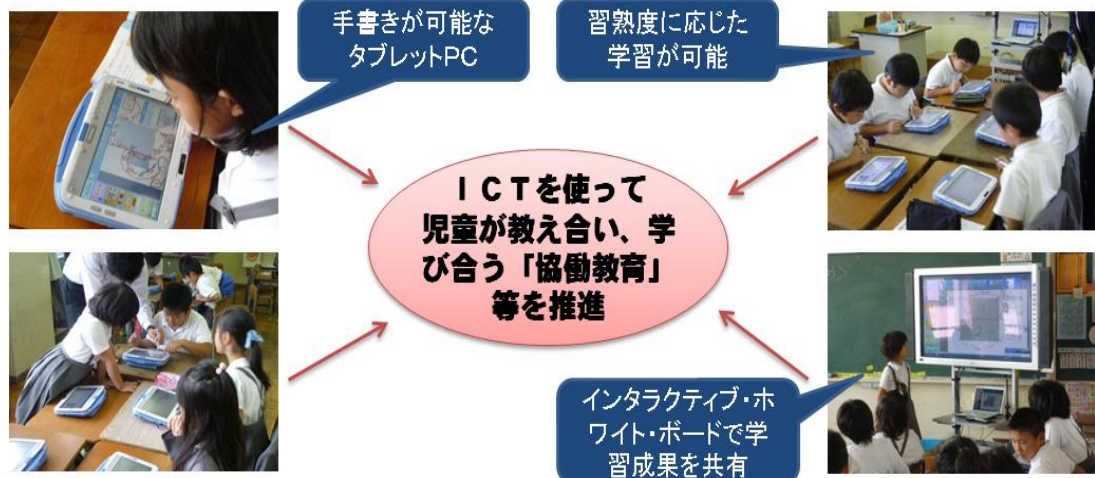 手書きが可能な
タブレットPC
習熟度に応じた
学習が可能
ＩＣＴを使って
児童が教え合い、学
び合う「協働教育」
等を推進
インタラクティブ・ホ
ワイト・ボードで学
習成果を共有